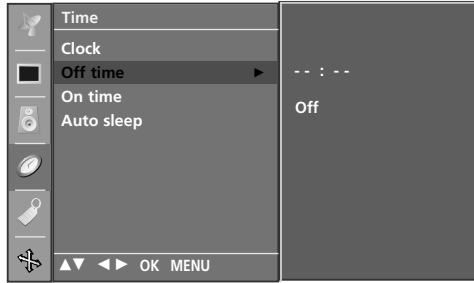 Time
Clock
Off time ►
On time
Auto sleep
- - : - -
Off
▲▼ ◄► OK MENU